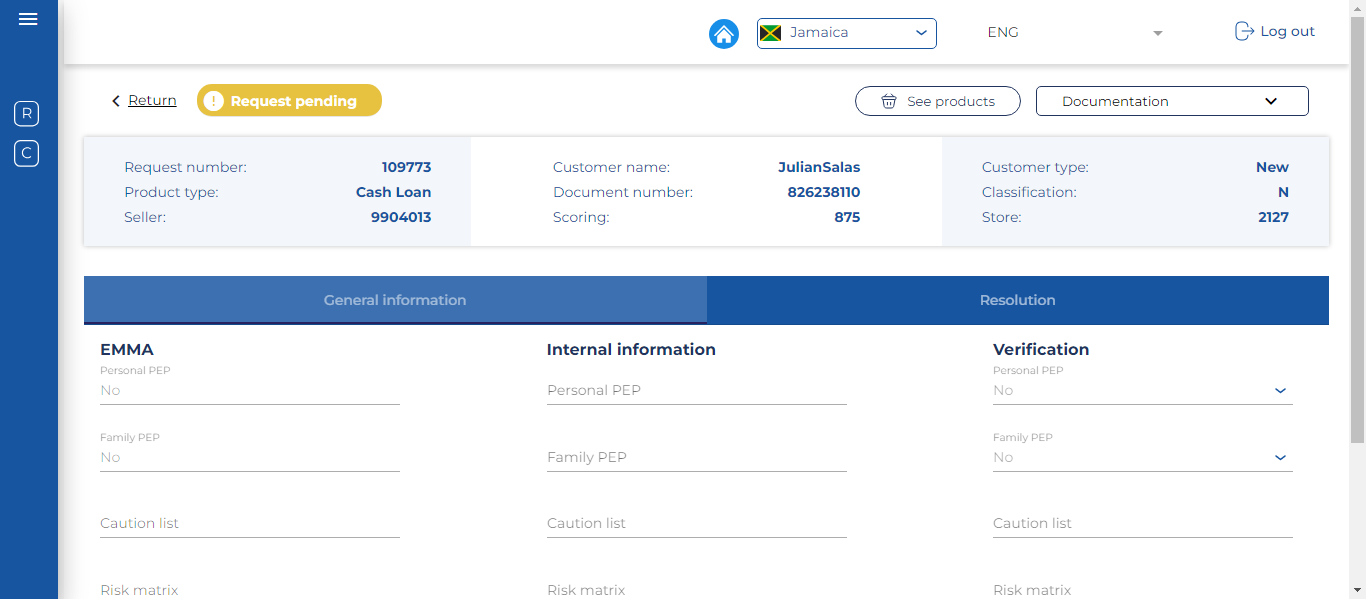 Jamaica
ENG
Log out
R
C
Return
! Request pending
See products
Documentation
Request number: 109773
Product type: Cash Loan
Seller: 9904013
Customer name: JulianSalas
Document number: 826238110
Scoring: 875
Customer type: New
Classification: N
Store: 2127
General information
Resolution
EMMA
Personal PEP
No
Family PEP
No
Caution list
Risk matrix
Internal information
Personal PEP
Family PEP
Caution list
Risk matrix
Verification
Personal PEP
No
Family PEP
No
Caution list
Risk matrix